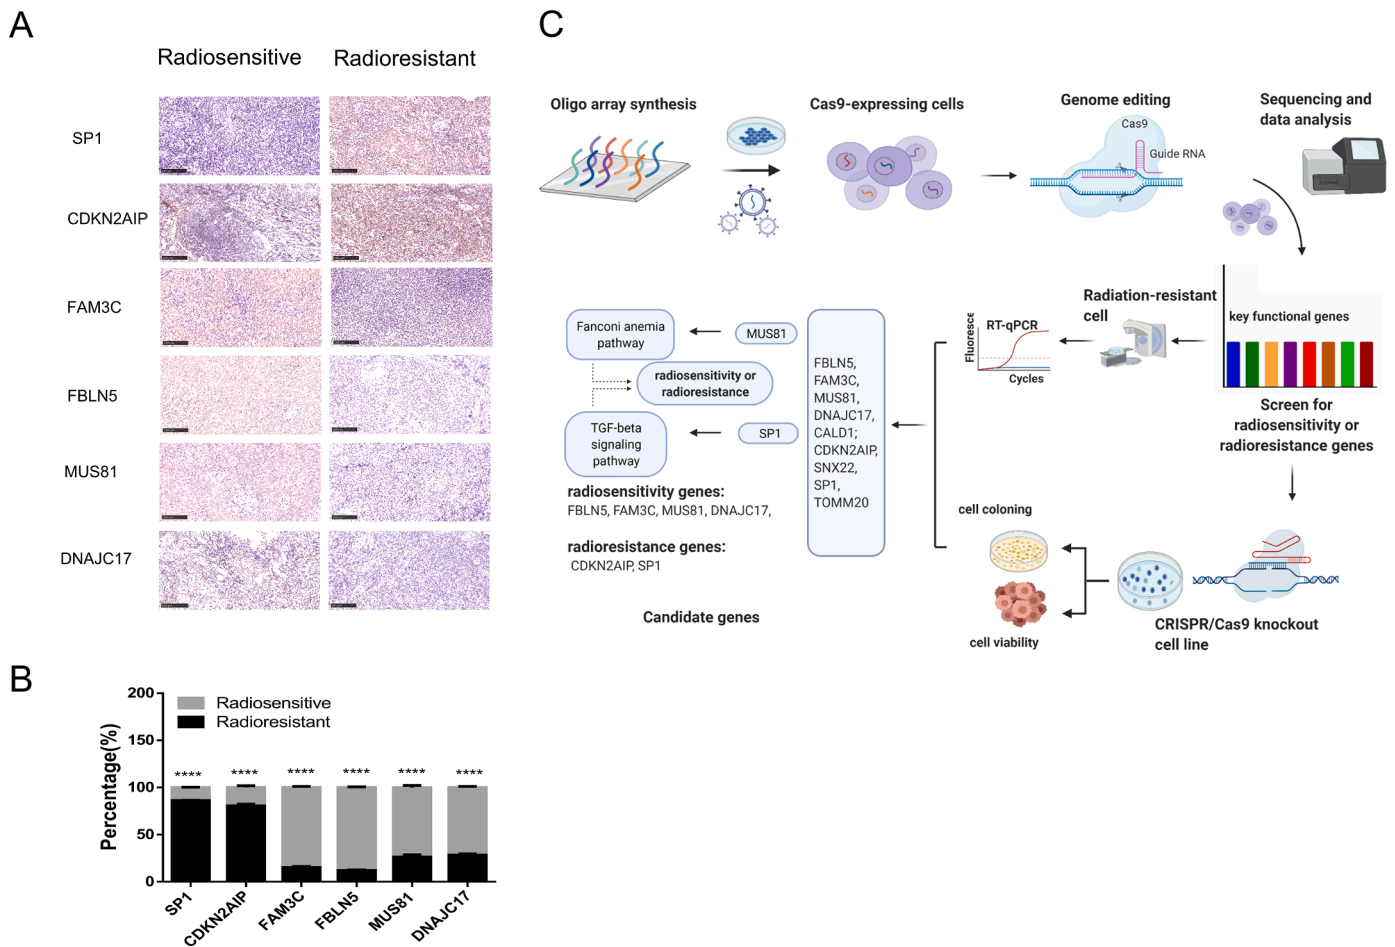 A
Radiosensitive
Radioresistant
SP1
CDKN2AIP
FAM3C
FBLN5
MUS81
DNAJC17
B
Percentage(%)
200
150
100
50
0
Radiosensitive
Radioresistant
****
****
****
****
****
****
SP1
CDKN2AIP
FAM3C
FBLN5
MUS81
DNAJC17
C
Oligo array synthesis
Cas9-expressing cells
Genome editing
Cas9
Guide RNA
Sequencing and
data analysis
key functional genes
Screen for
radiosensitivity or
radioresistance genes
Radiation-resistant
cell
RT-qPCR
Fluoresce
Cycles
CRISPR/Cas9 knockout
cell line
cell coloning
cell viability
FBLN5,
FAM3C,
MUS81,
DNAJC17,
CALD1;
CDKN2AIP,
SNX22,
SP1,
TOMM20
MUS81
Fanconi anemia
pathway
radiosensitivity or
radioresistance
SP1
TGF-beta
signaling
pathway
radiosensitivity genes:
FBLN5, FAM3C, MUS81, DNAJC17,
radioresistance genes:
CDKN2AIP, SP1
Candidate genes